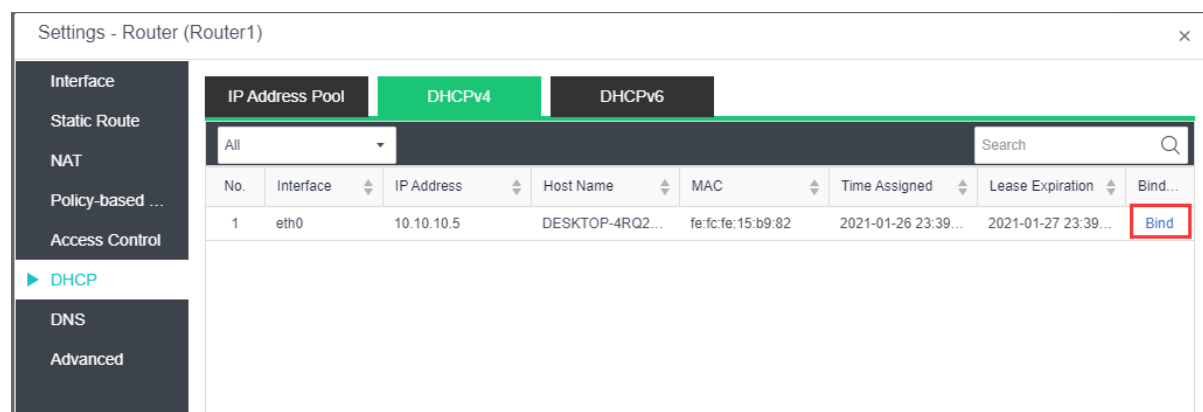 Settings - Router (Router1)
×
Interface
Static Route
NAT
Policy-based ...
Access Control
DHCP
DNS
Advanced
IP Address Pool DHCPv4 DHCPv6
All Search
No. Interface IP Address Host Name MAC Time Assigned Lease Expiration Bind...
1 eth0 10.10.10.5 DESKTOP-4RQ2... fe:fc:fe:15:b9:82 2021-01-26 23:39... 2021-01-27 23:39... Bind